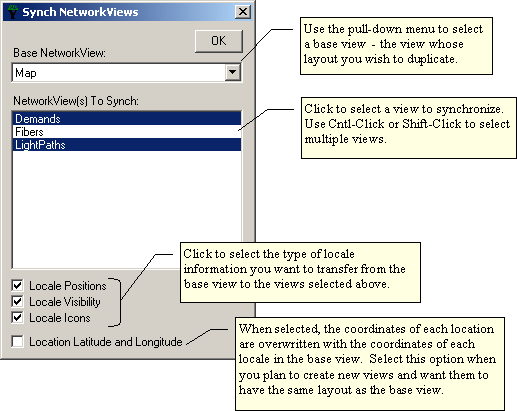 Synch NetworkViews
OK
Base NetworkView:
Map
Use the pull-down menu to select
a base view - the view whose
layout you wish to duplicate.
NetworkView(s) To Synch:
Demands
Fibers
LightPaths
Click to select a view to synchronize.
Use Cntl-Click or Shift-Click to select
multiple views.
Click to select the type of locale
information you want to transfer from the
base view to the views selected above.
Locale Positions
Locale Visibility
Locale Icons
Location Latitude and Longitude
When selected, the coordinates of each location
are overwritten with the coordinates of each
locale in the base view. Select this option when
you plan to create new views and want them to
have the same layout as the base view.